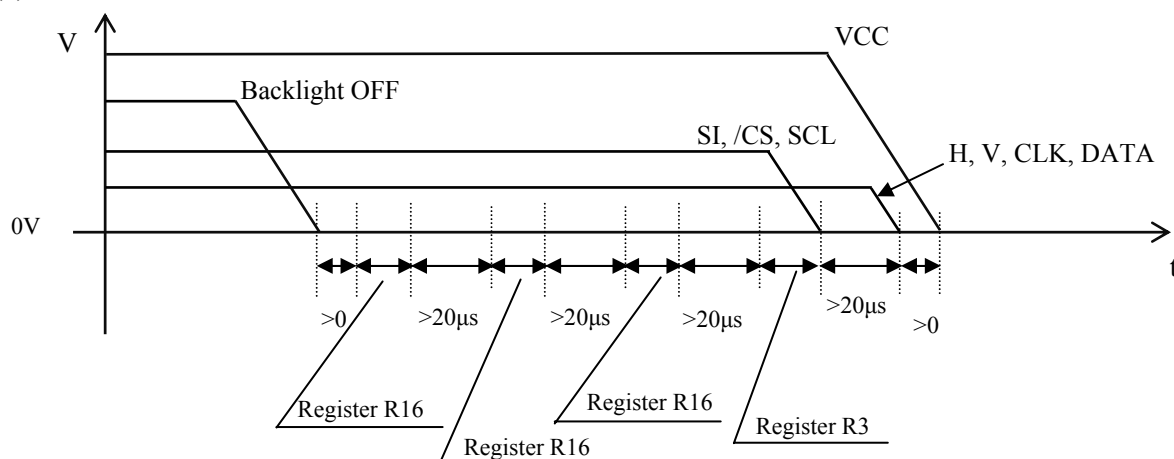 V
VCC
Backlight OFF
SI, /CS, SCL
H, V, CLK, DATA
0V
t
>0
>20μs
>20μs
>20μs
>20μs
>0
Register R16
Register R16
Register R16
Register R3